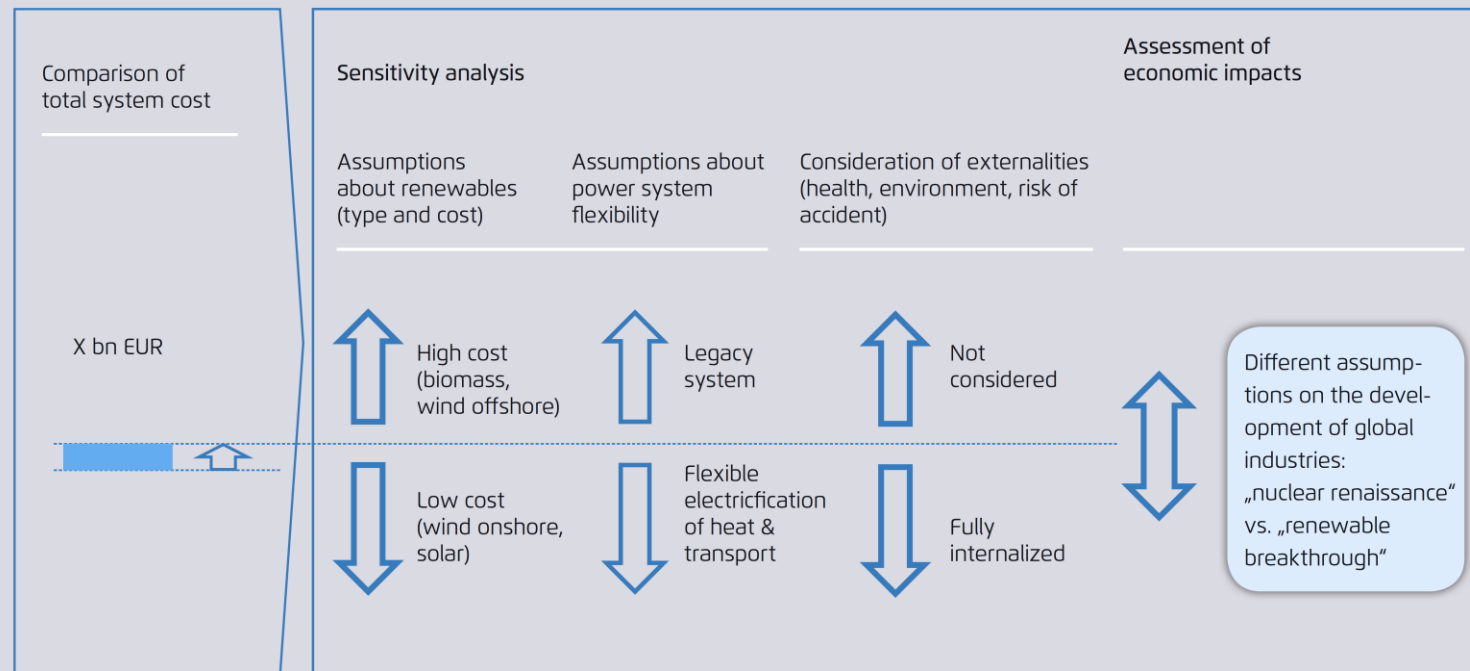 Comparison of
total system cost
X bn EUR
Sensitivity analysis
Assumptions
about renewables
(type and cost)
High cost
(biomass,
wind offshore)
Low cost
(wind onshore,
solar)
Assumptions about
power system
flexibility
Legacy
system
Flexible
electricfication
of heat &
transport
Consideration of externalities
(health, environment, risk of
accident)
Not
considered
Fully
internalized
Assessment of
economic impacts
Different assump-
tions on the devel-
opment of global
industries:
„nuclear renaissance“
vs. „renewable
breakthrough“